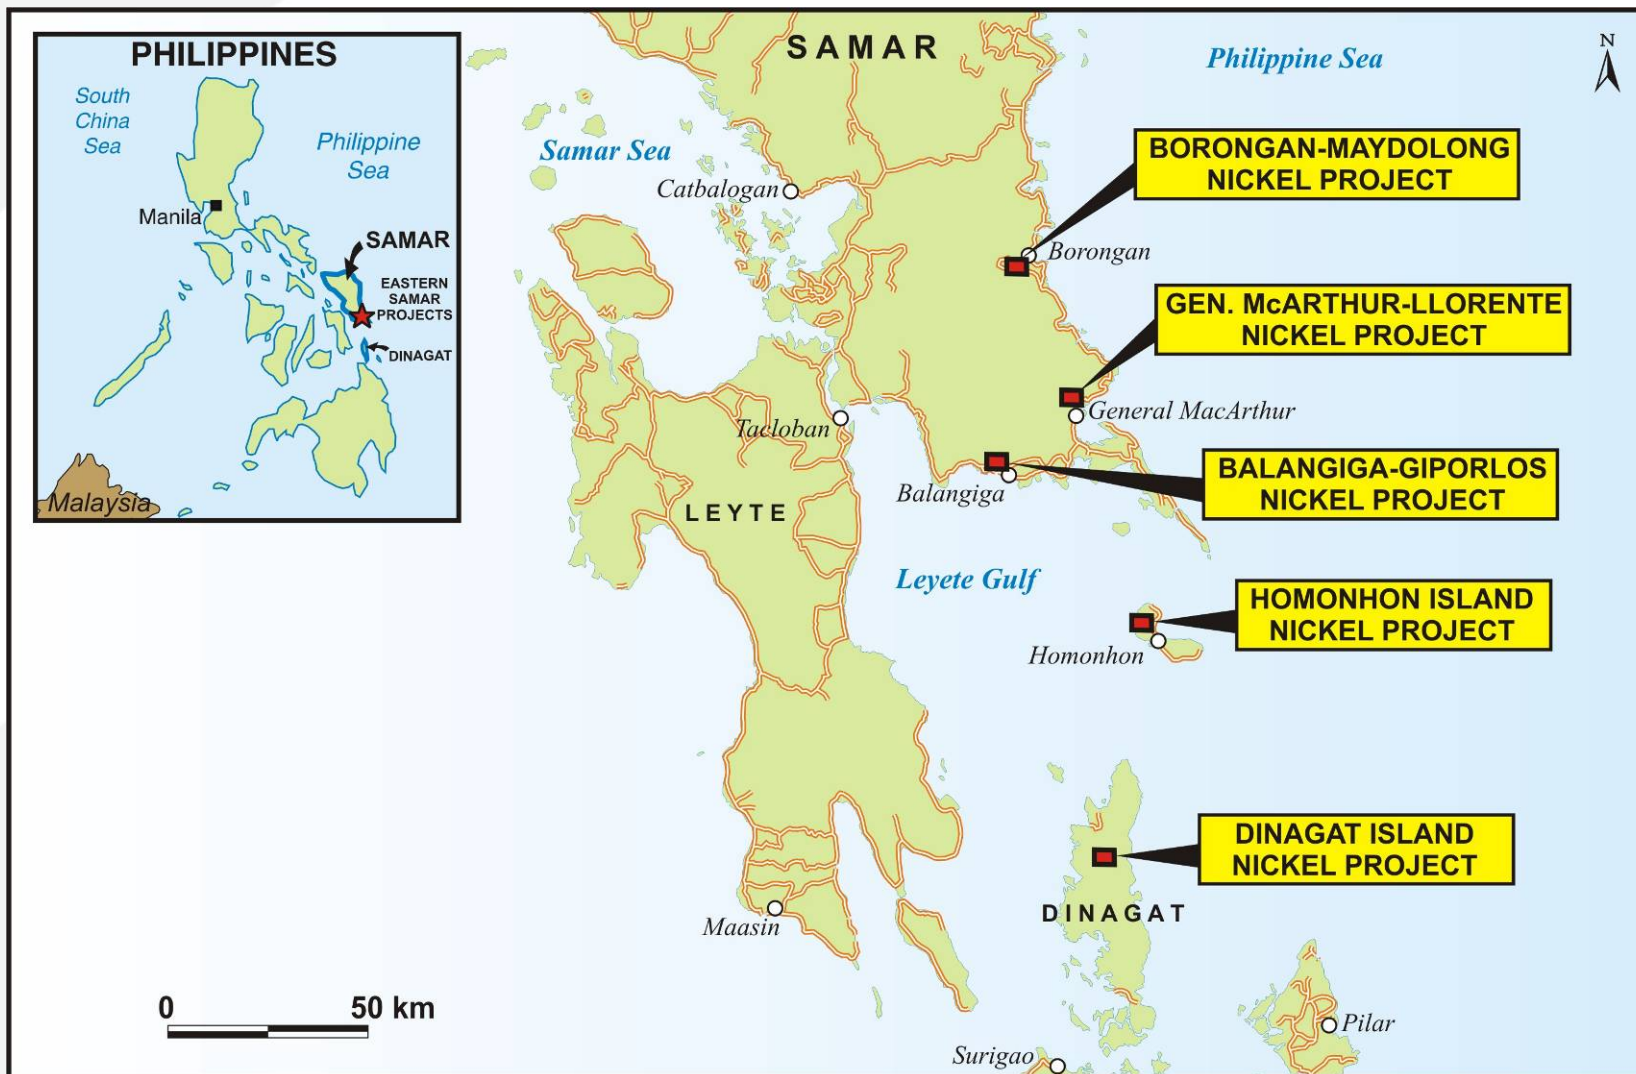 PHILIPPINES
South
China
Sea
Philippine
Sea
Manila
SAMAR
EASTERN
SAMAR
PROJECTS
DINAGAT
Malaysia
SAMAR
Philippine Sea
N
Samar Sea
Catbalogan
BORONGAN-MAYDOLONG
NICKEL PROJECT
Borongan
GEN. McARTHUR-LLORENTE
NICKEL PROJECT
General MacArthur
Tacloban
BALANGIGA-GIPORLOS
NICKEL PROJECT
Balangiga
LEYTE
Leyete Gulf
HOMONHON ISLAND
NICKEL PROJECT
Homonhon
DINAGAT ISLAND
NICKEL PROJECT
DINAGAT
Maasin
0 50 km
Pilar
Surigao